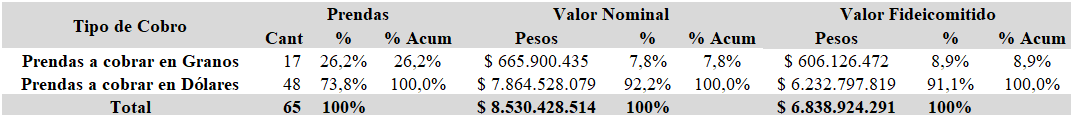 Tipo de Cobro Prendas Valor Nominal Valor Fideicomitido
Cant % % Acum Pesos % % Acum Pesos % % Acum
Prendas a cobrar en Granos 17 26,2% 26,2% $ 665.900.435 7,8% 7,8% $ 606.126.472 8,9% 8,9%
Prendas a cobrar en Dólares 48 73,8% 100,0% $ 7.864.528.079 92,2% 100,0% $ 6.232.797.819 91,1% 100,0%
Total 65 100% $ 8.530.428.514 100% $ 6.838.924.291 100%